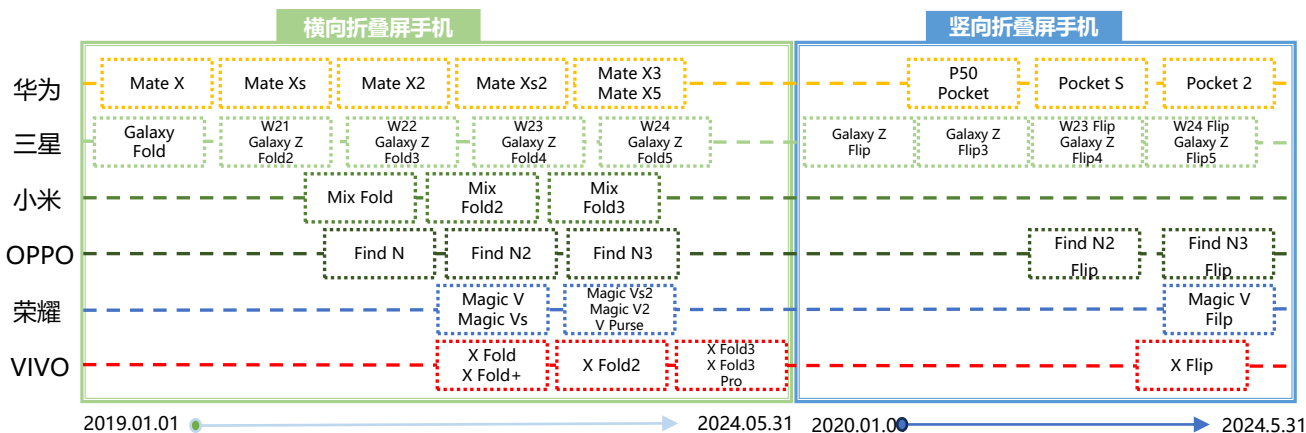 横向折叠屏手机
竖向折叠屏手机
华为
Mate X
Mate Xs
Mate X2
Mate Xs2
Mate X3
Mate X5
P50
Pocket
Pocket S
Pocket 2
三星
Galaxy
Fold
W21
Galaxy Z
Fold2
W22
Galaxy Z
Fold3
W23
Galaxy Z
Fold4
W24
Galaxy Z
Fold5
Galaxy Z
Flip
Galaxy Z
Flip3
W23 Flip
Galaxy Z
Flip4
W24 Flip
Galaxy Z
Flip5
小米
Mix Fold
Mix
Fold2
Mix
Fold3
OPPO
Find N
Find N2
Find N3
Find N2
Flip
Find N3
Flip
荣耀
Magic V
Magic Vs
Magic Vs2
Magic V2
V Purse
Magic V
Filp
VIVO
X Fold
X Fold+
X Fold2
X Fold3
X Fold3
Pro
X Flip
2019.01.01
2024.05.31
2020.01.0
2024.5.31